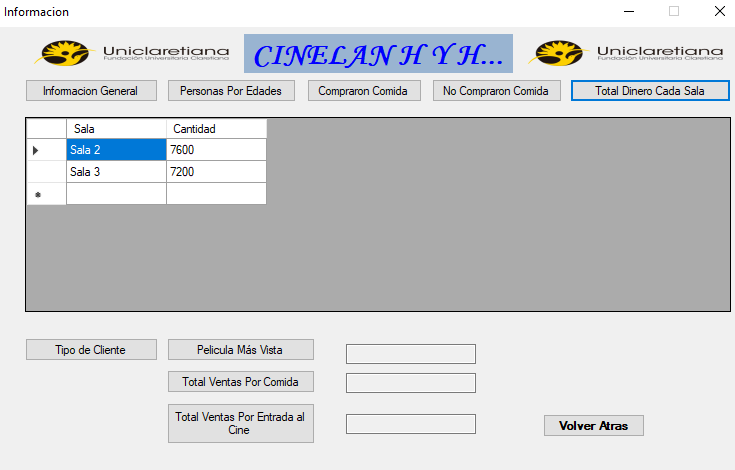 Informacion
Uniclaretiana
Fundación Universitaria Claretiana
CINELAN H Y H...
Uniclaretiana
Fundación Universitaria Claretiana
Informacion General
Personas Por Edades
Compraron Comida
No Compraron Comida
Total Dinero Cada Sala
Sala Cantidad
Sala 2 7600
Sala 3 7200
Tipo de Cliente
Pelicula Más Vista
Total Ventas Por Comida
Total Ventas Por Entrada al
Cine
Volver Atras